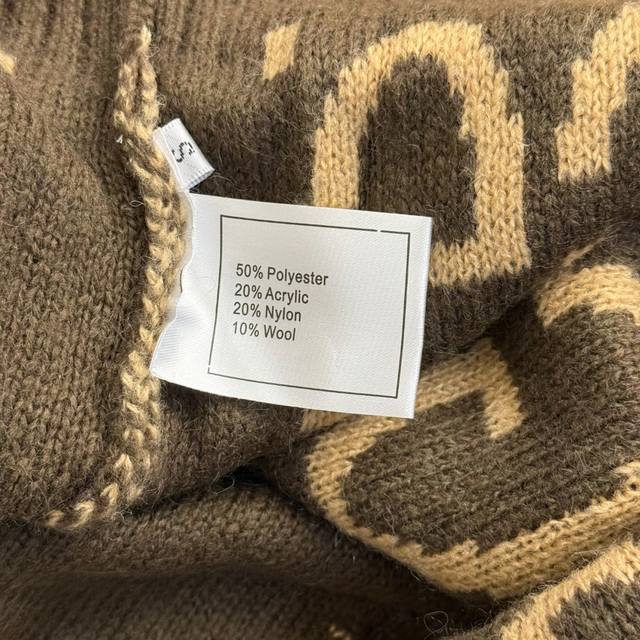 S
50% Polyester
20% Acrylic
20% Nylon
10% Wool